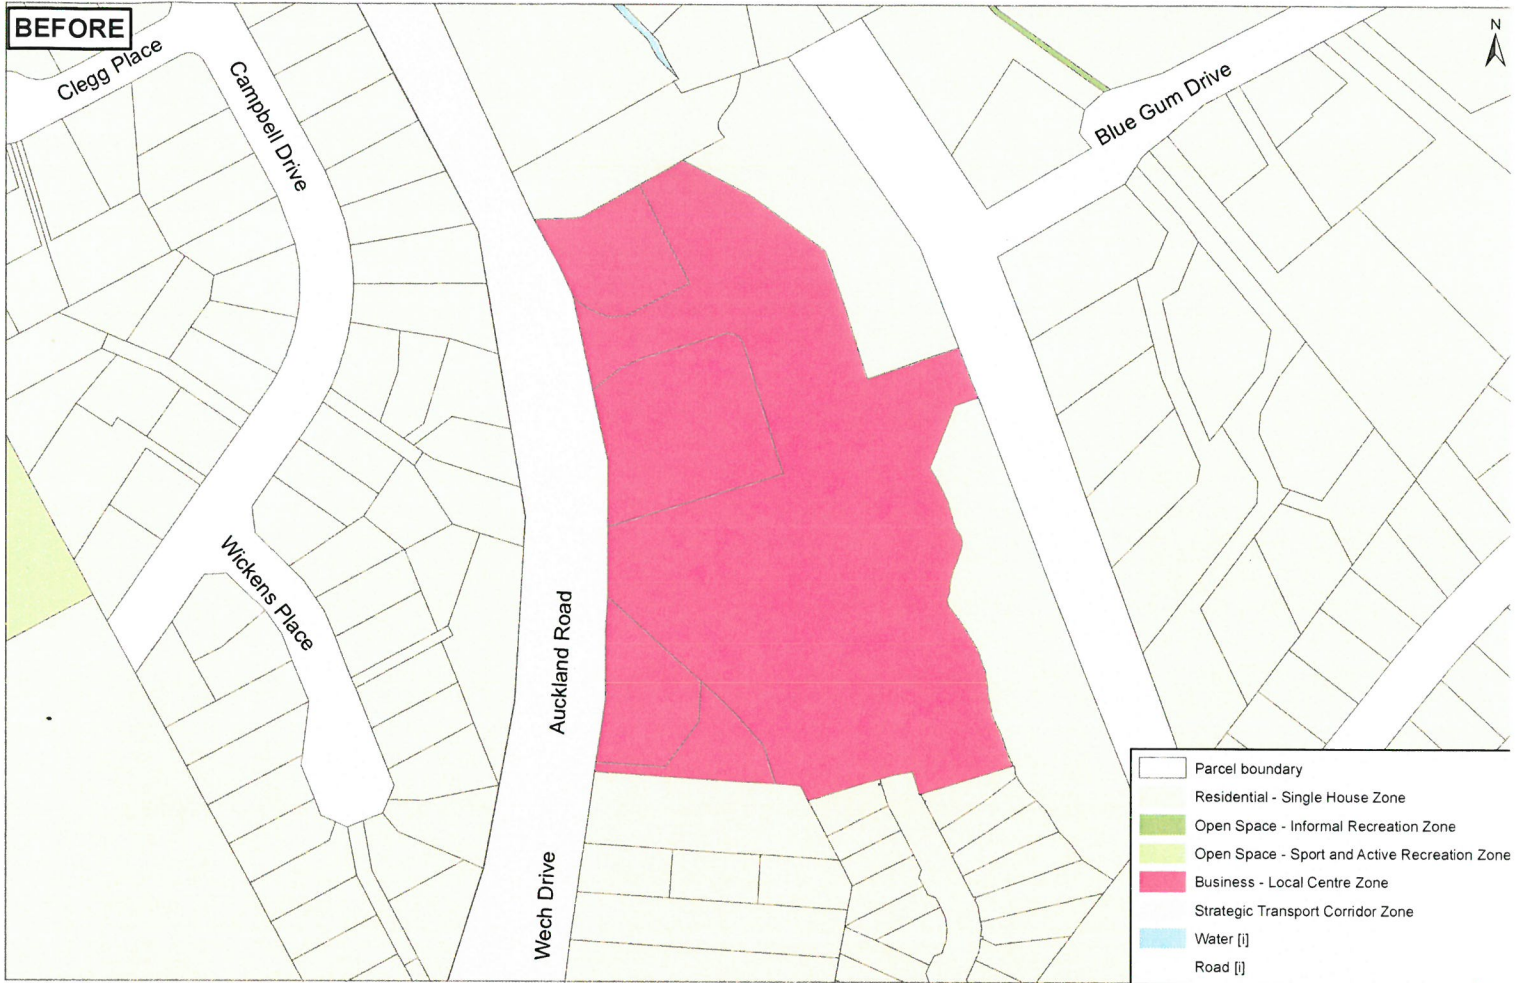 BEFORE
N
Clegg Place
Campbell Drive
Blue Gum Drive
Wickens Place
Auckland Road
Wech Drive
Parcel boundary
Residential - Single House Zone
Open Space - Informal Recreation Zone
Open Space - Sport and Active Recreation Zone
Business - Local Centre Zone
Strategic Transport Corridor Zone
Water [i]
Road [i]